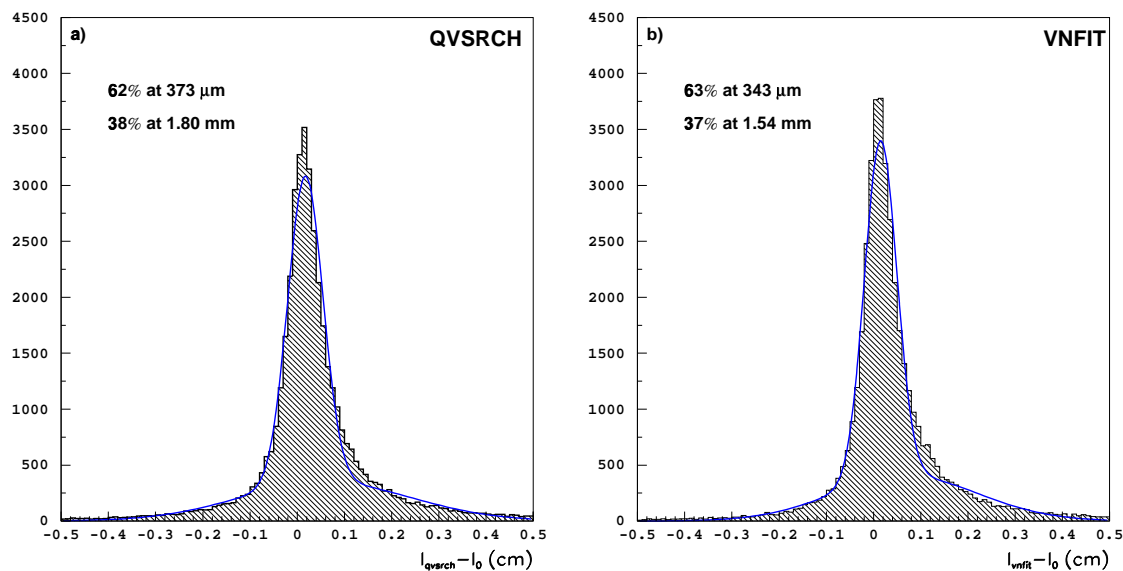 a) QVSRCH
62% at 373 μm
38% at 1.80 mm
4500
4000
3500
3000
2500
2000
1500
1000
500
0
-0.5 -0.4 -0.3 -0.2 -0.1 0 0.1 0.2 0.3 0.4 0.5
l_qvsrch−l_0 (cm)
b) VNFIT
63% at 343 μm
37% at 1.54 mm
4500
4000
3500
3000
2500
2000
1500
1000
500
0
-0.5 -0.4 -0.3 -0.2 -0.1 0 0.1 0.2 0.3 0.4 0.5
l_vnfit−l_0 (cm)